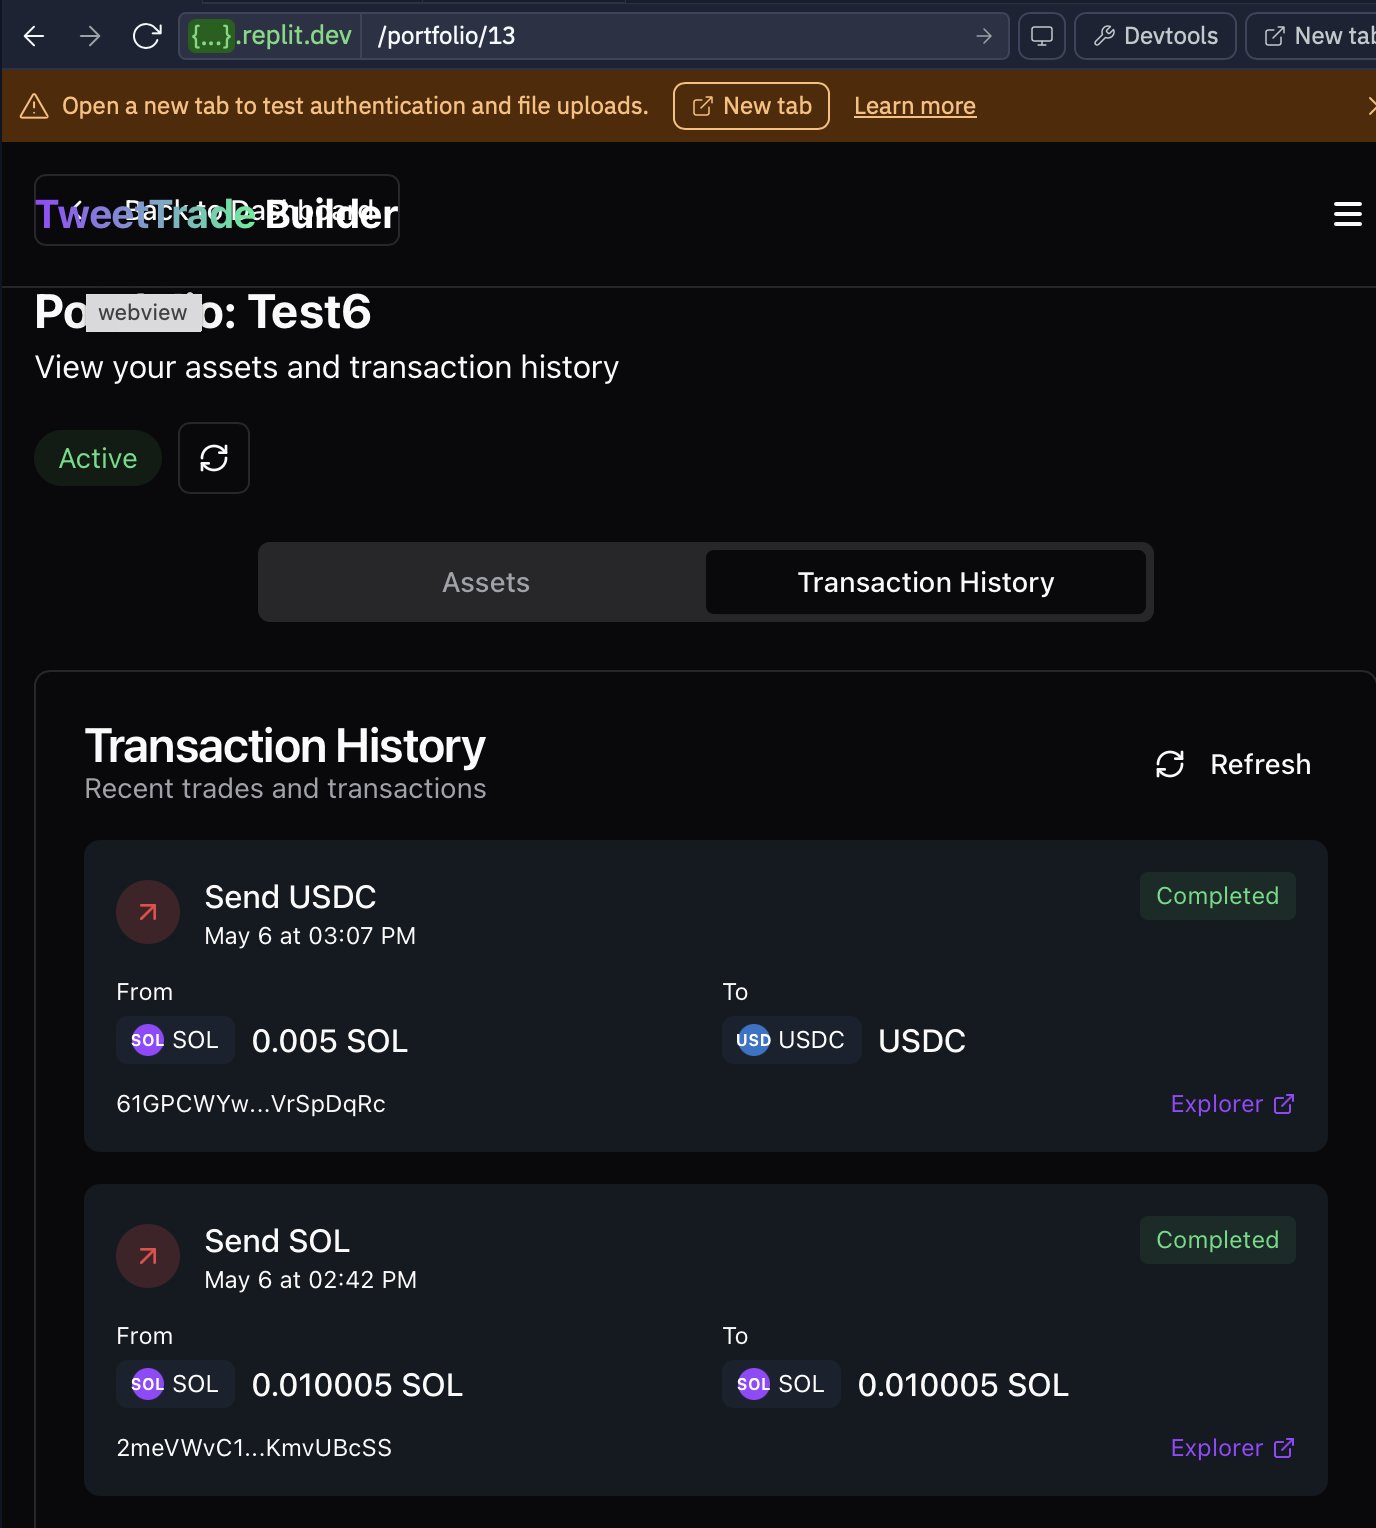 {...}.replit.dev /portfolio/13 Devtools New tab
Open a new tab to test authentication and file uploads. New tab Learn more
Back to Dashboard
TweetTrade Builder
Portfolio: Test6
webview
View your assets and transaction history
Active
Assets Transaction History
Transaction History
Recent trades and transactions
Refresh
Send USDC
May 6 at 03:07 PM
Completed
From To
SOL SOL 0.005 SOL USD USDC USDC
61GPCWYw...VrSpDqRc Explorer
Send SOL
May 6 at 02:42 PM
Completed
From To
SOL SOL 0.010005 SOL SOL SOL 0.010005 SOL
2meVWvC1...KmvUBcSS Explorer